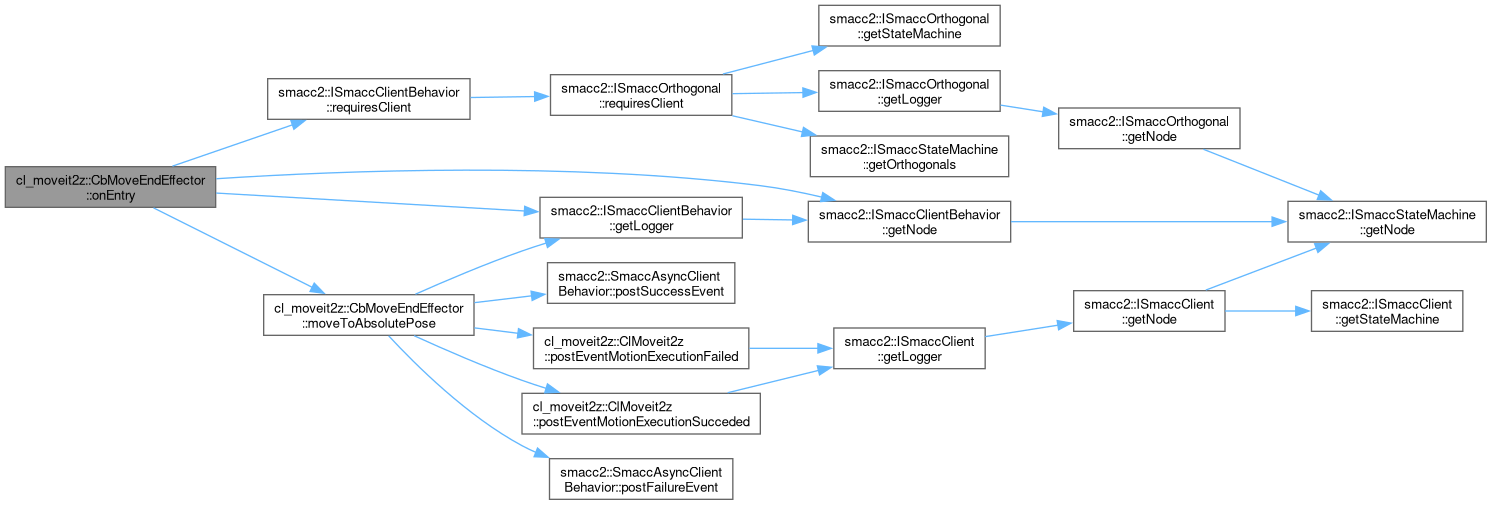 smacc2::ISmaccOrthogonal
::getStateMachine
smacc2::ISmaccClientBehavior
::requiresClient
smacc2::ISmaccOrthogonal
::requiresClient
smacc2::ISmaccOrthogonal
::getLogger
smacc2::ISmaccOrthogonal
::getNode
smacc2::ISmaccStateMachine
::getOrthogonals
cl_moveit2z::CbMoveEndEffector
::onEntry
smacc2::ISmaccClientBehavior
::getLogger
smacc2::ISmaccClientBehavior
::getNode
smacc2::ISmaccStateMachine
::getNode
smacc2::SmaccAsyncClient
Behavior::postSuccessEvent
cl_moveit2z::CbMoveEndEffector
::moveToAbsolutePose
smacc2::ISmaccClient
::getNode
smacc2::ISmaccClient
::getStateMachine
cl_moveit2z::ClMoveit2z
::postEventMotionExecutionFailed
smacc2::ISmaccClient
::getLogger
cl_moveit2z::ClMoveit2z
::postEventMotionExecutionSucceded
smacc2::SmaccAsyncClient
Behavior::postFailureEvent